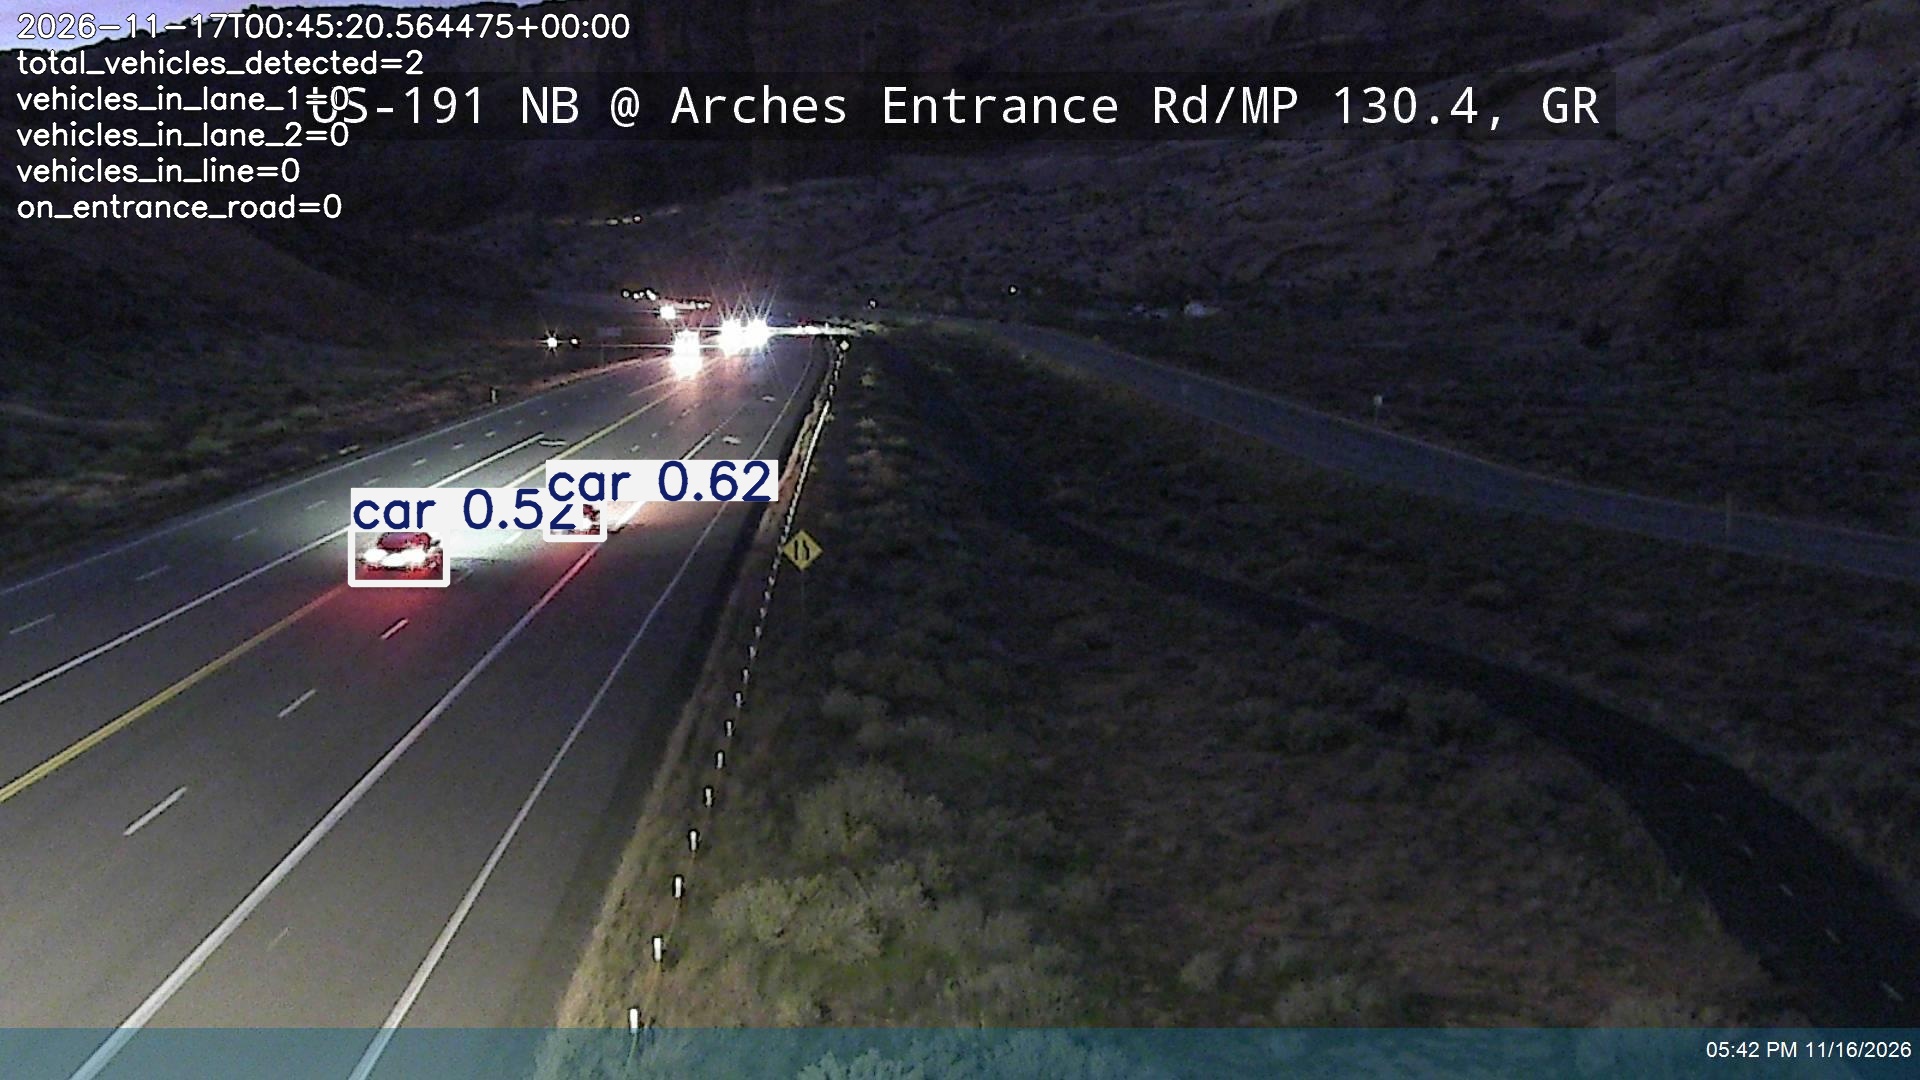 2026-11-17T00:45:20.564475+00:00
total_vehicles_detected=2
vehicles_in_lane_1=0
US-191 NB @ Arches Entrance Rd/MP 130.4, GR
vehicles_in_lane_2=0
vehicles_in_line=0
on_entrance_road=0
car 0.62
car 0.52
05:42 PM 11/16/2026